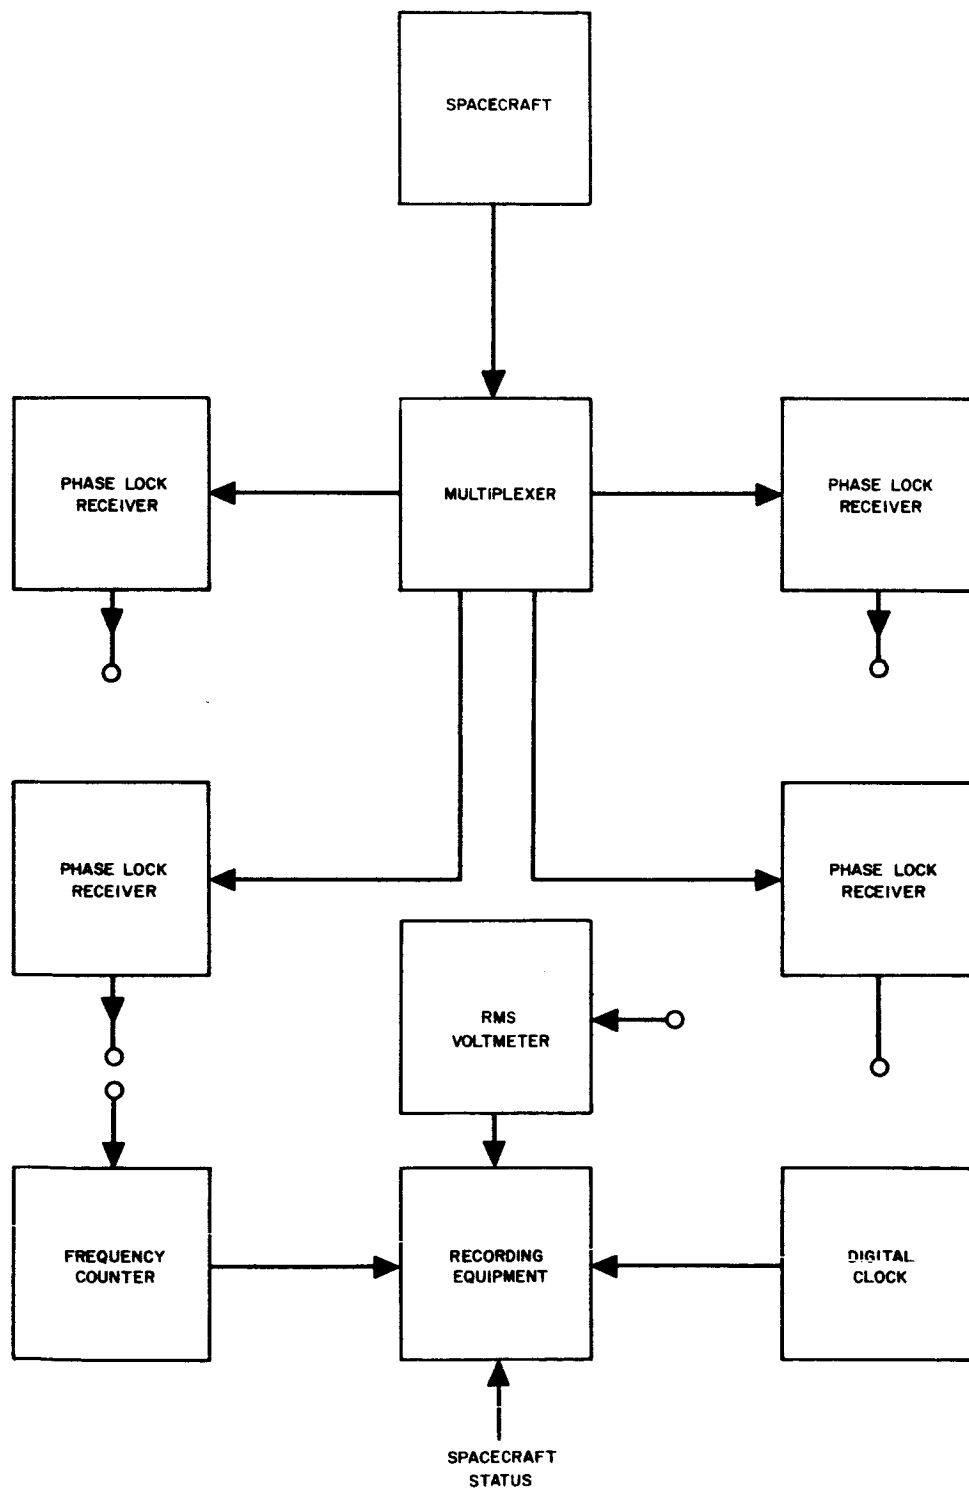 SPACECRAFT
PHASE LOCK
RECEIVER
MULTIPLEXER
PHASE LOCK
RECEIVER
PHASE LOCK
RECEIVER
PHASE LOCK
RECEIVER
RMS
VOLTMETER
FREQUENCY
COUNTER
RECORDING
EQUIPMENT
DIGITAL
CLOCK
SPACECRAFT
STATUS